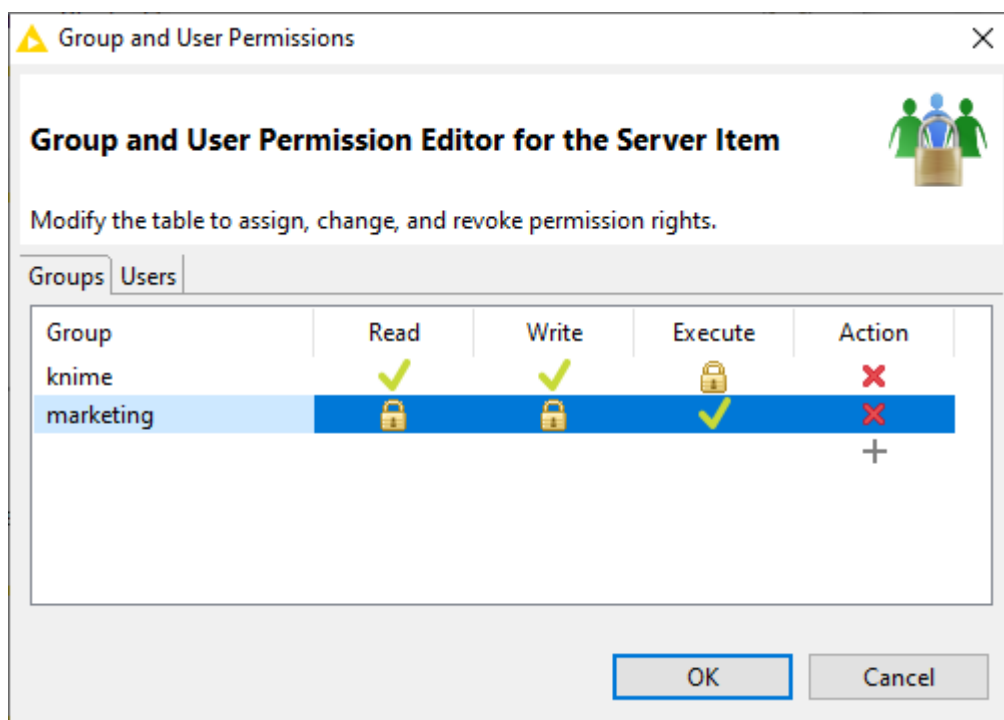 Group and User Permissions
Group and User Permission Editor for the Server Item
Modify the table to assign, change, and revoke permission rights.
Groups Users
Group Read Write Execute Action
knime
marketing
OK Cancel